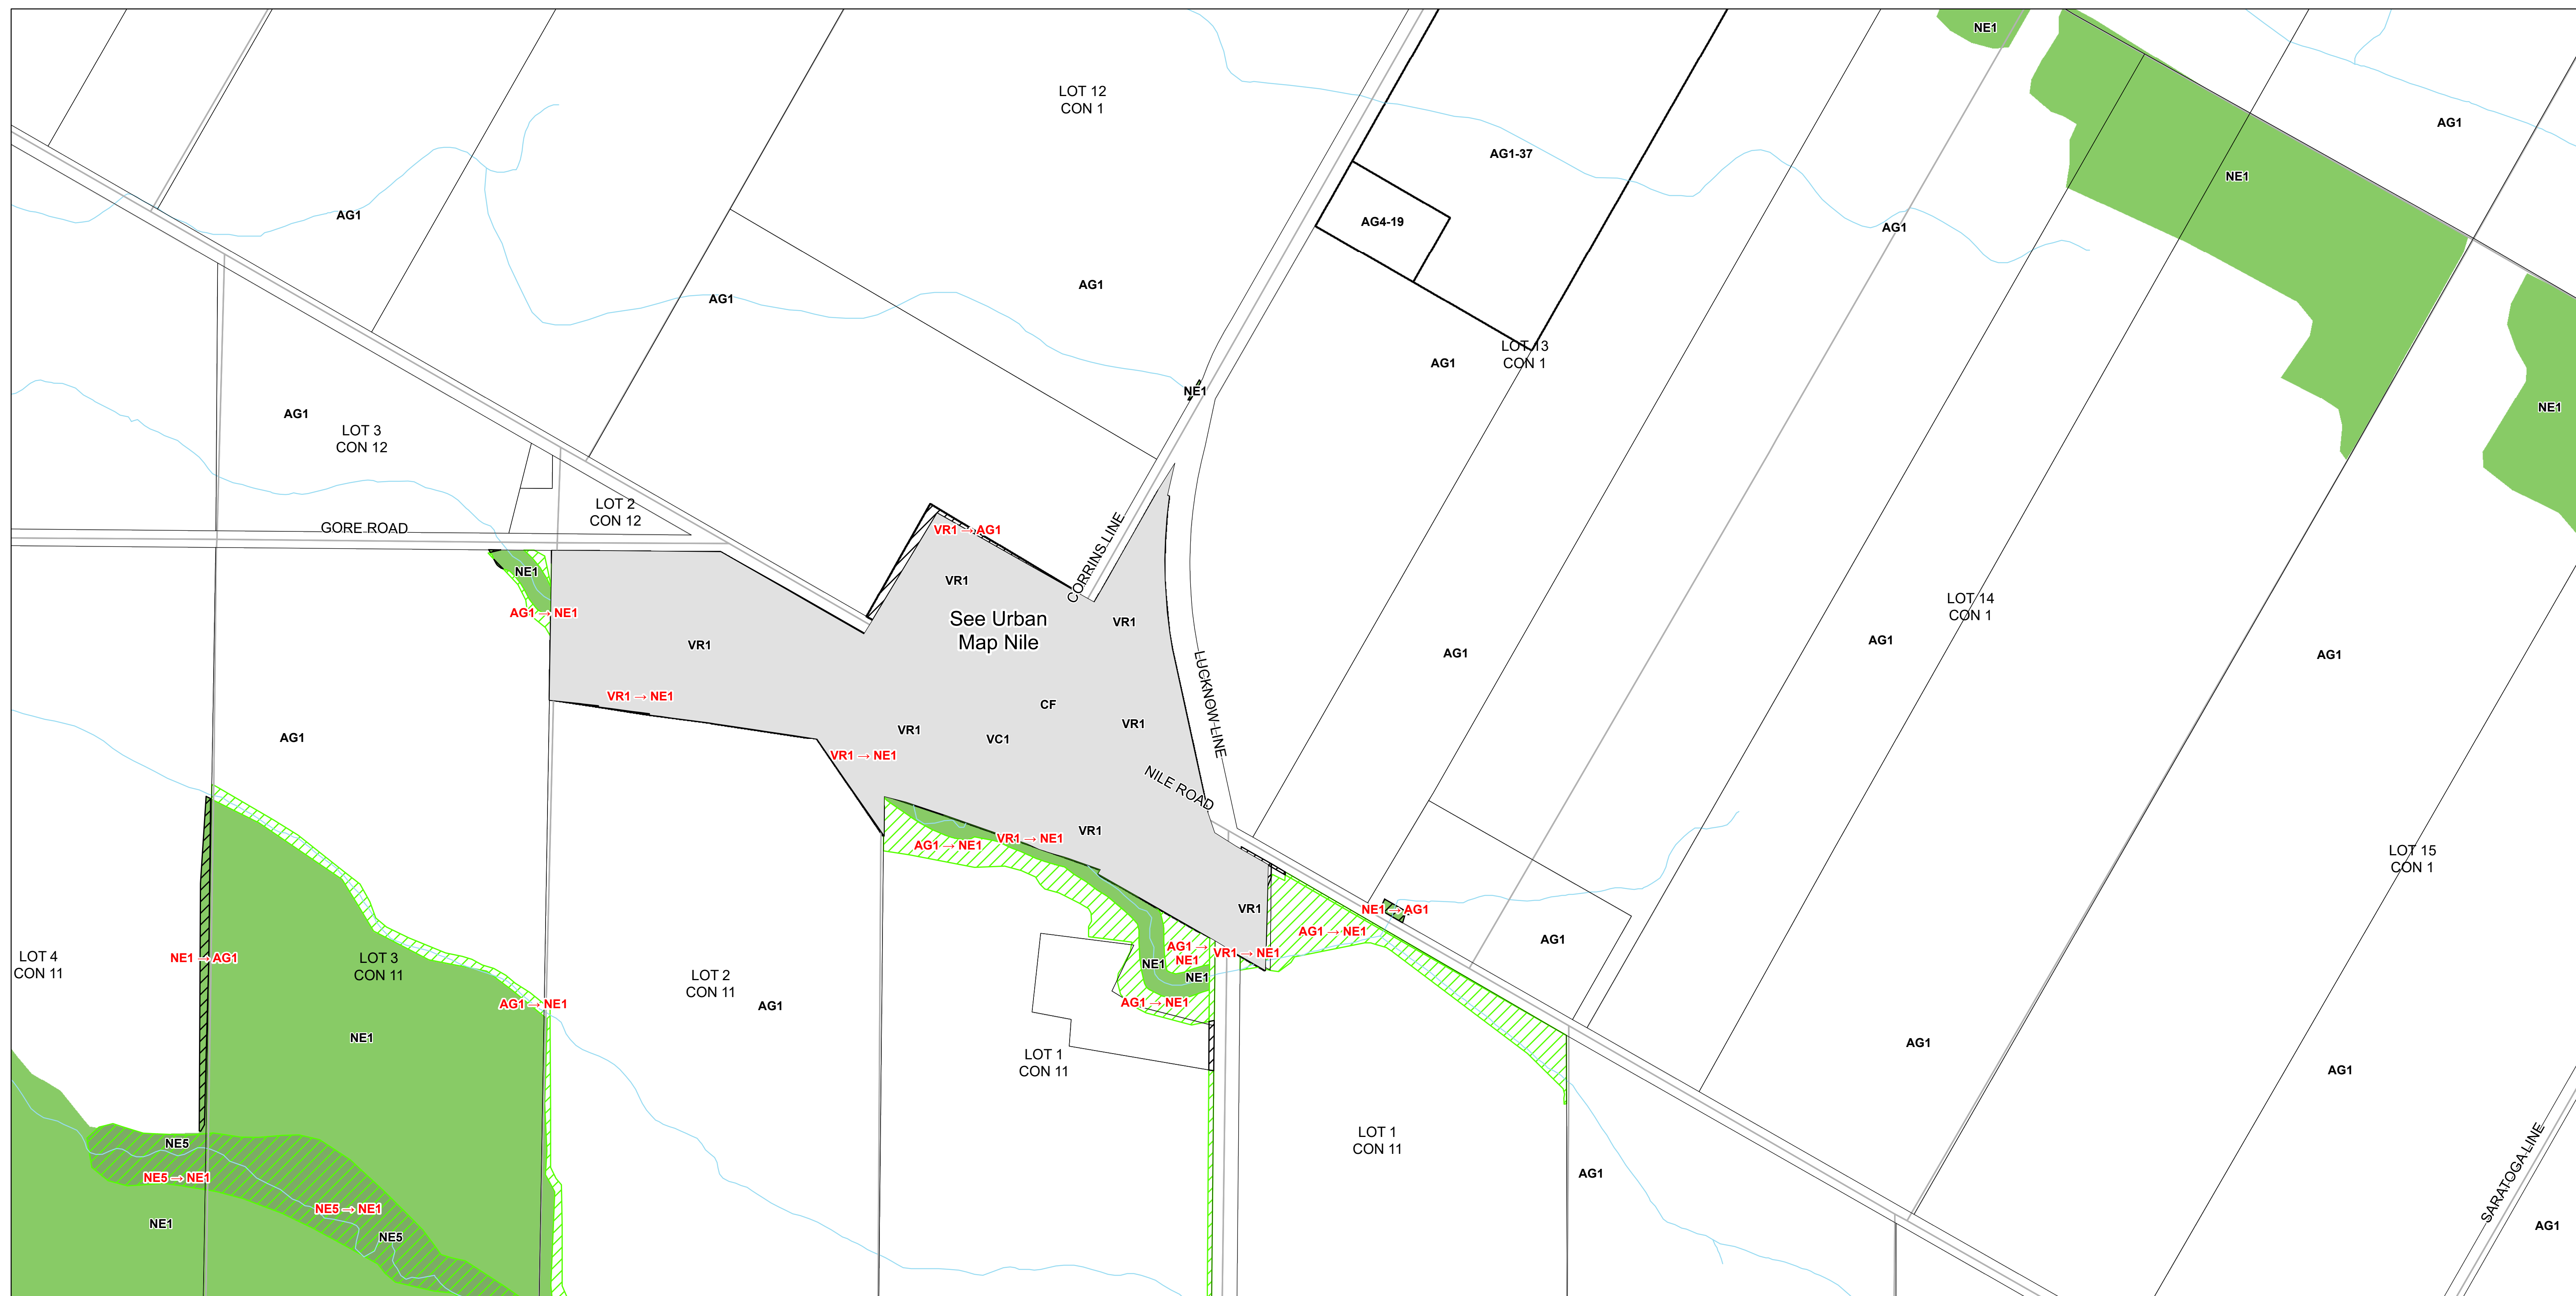 NE1
LOT 12
CON 1
AG1
AG1-37
NE1
AG1
AG4-19
AG1
AG1
AG1
LOT 13
CON 1
AG1
NE1
NE1
AG1
LOT 3
CON 12
LOT 2
CON 12
GORE ROAD
VR1 → AG1
CORRINS LINE
NE1
VR1
AG1 → NE1
See Urban
Map Nile
VR1
LOT 14
CON 1
VR1
AG1
AG1
AG1
LUCKNOW LINE
VR1 → NE1
CF
VR1
VR1
VC1
AG1
VR1 → NE1
NILE ROAD
VR1
VR1 → NE1
AG1 → NE1
LOT 15
CON 1
VR1
NE1 → AG1
AG1 → NE1
AG1
AG1 →
NE1
VR1 → NE1
LOT 4
CON 11
NE1 → AG1
LOT 3
CON 11
NE1
NE1
LOT 2
CON 11
AG1 → NE1
AG1
AG1 → NE1
NE1
AG1
LOT 1
CON 11
AG1
LOT 1
CON 11
NE5
AG1
SARATOGA LINE
NE5 → NE1
NE5 → NE1
NE1
NE5
AG1